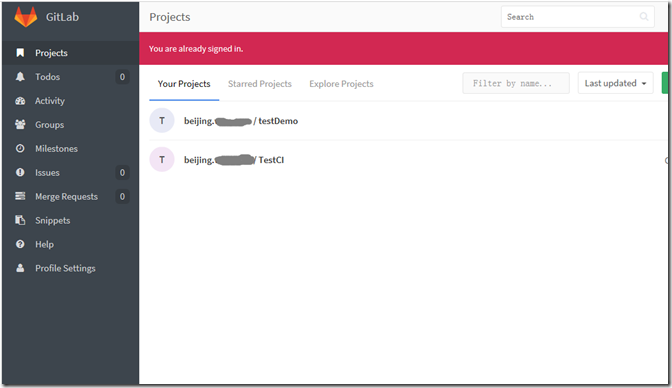 GitLab
Projects
Search
Projects
You are already signed in.
Todos 0
Your Projects Starred Projects Explore Projects Filter by name... Last updated
Activity
Groups
T beijing. / testDemo
Milestones
T beijing. / TestCI
Issues 0
Merge Requests 0
Snippets
Help
Profile Settings